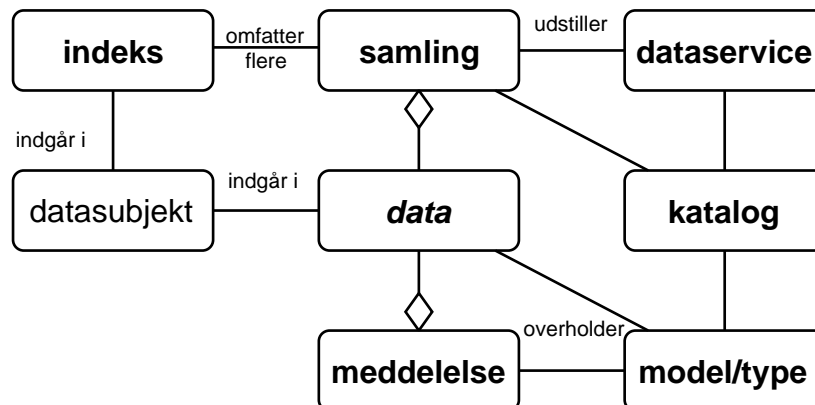 indeks
omfatter
flere
samling
udstiller
dataservice
indgår i
datasubjekt
indgår i
data
katalog
meddelelse
overholder
model/type